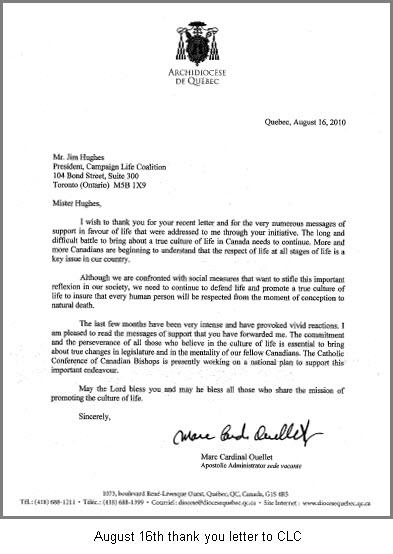 ARCHIDIOCÈSE
DE QUÉBEC
Quebec, August 16, 2010
Mr. Jim Hughes
President, Campaign Life Coalition
104 Bond Street, Suite 300
Toronto (Ontario) M5B 1X9
Mister Hughes,
I wish to thank you for your recent letter and for the very numerous messages of
support in favour of life that were addressed to me through your initiative. The long and
difficult battle to bring about a true culture of life in Canada needs to continue. More and
more Canadians are beginning to understand that the respect of life at all stages of life is a
key issue in our country.
Although we are confronted with social measures that want to stifle this important
reflexion in our society, we need to continue to defend life and promote a true culture of
life to insure that every human person will be respected from the moment of conception to
natural death.
The last few months have been very intense and have provoked vivid reactions. I
am pleased to read the messages of support that you have forwarded me. The commitment
and the perseverance of all those who believe in the culture of life is essential to bring
about true changes in legislature and in the mentality of our fellow Canadians. The Catholic
Conference of Canadian Bishops is presently working on a national plan to support this
important endeavour.
May the Lord bless you and may he bless all those who share the mission of
promoting the culture of life.
Sincerely,
Marc Card. Ouellet
Marc Cardinal Ouellet
Apostolic Administrator sede vacante
1073, boulevard René-Lévesque Ouest, Québec, QC, Canada, G1S 4R5
Tél.: (418) 688-1211 • Téléc.: (418) 688-1399 • Courriel: diocese@diocesequebec.qc.ca • Site Internet: www.diocesequebec.qc.ca
August 16th thank you letter to CLC